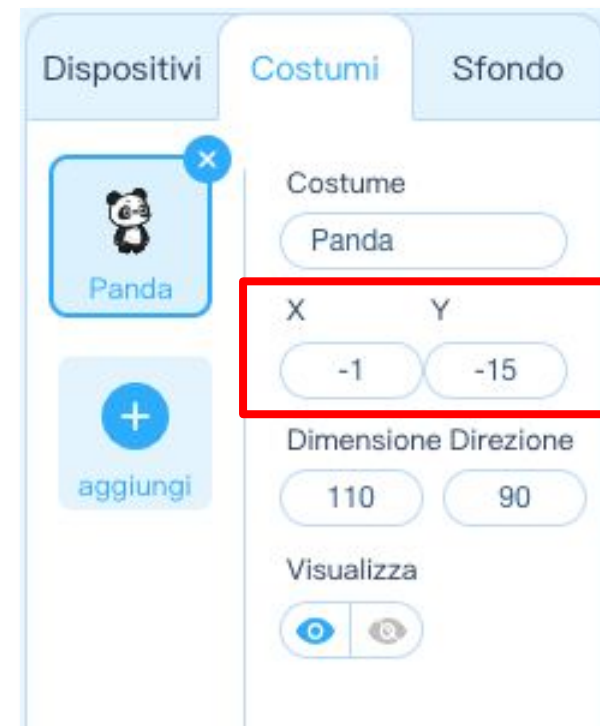 Dispositivi Costumi Sfondo
Panda
aggiungi
Costume
Panda
X Y
-1 -15
Dimensione Direzione
110 90
Visualizza